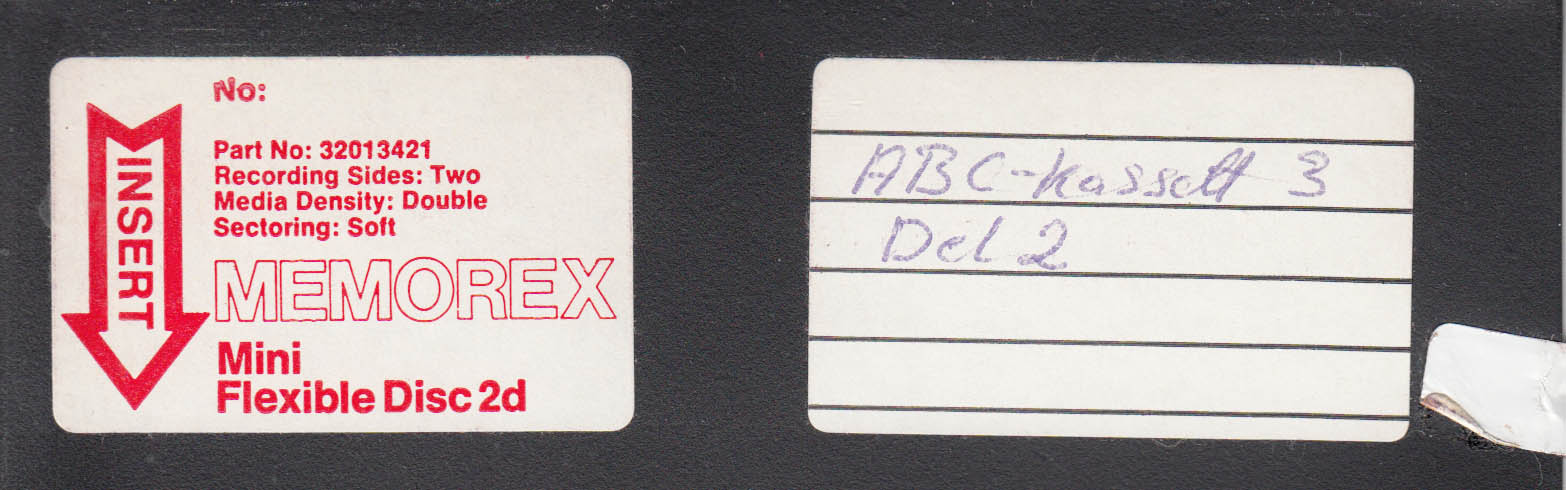 No:
Part No: 32013421
Recording Sides: Two
Media Density: Double
Sectoring: Soft
INSERT
MEMOREX
Mini
Flexible Disc 2d
ABC-kassett 3
Del 2